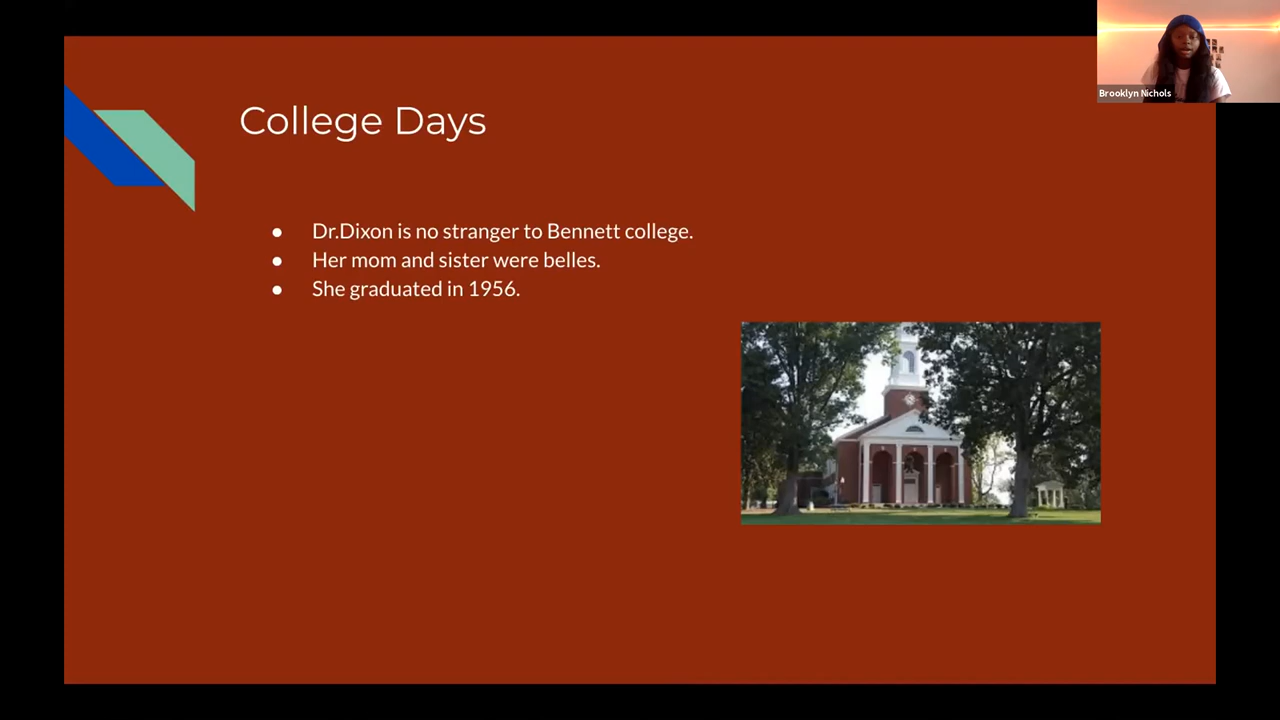 Brooklyn Nichols
College Days
● Dr.Dixon is no stranger to Bennett college.
● Her mom and sister were belles.
● She graduated in 1956.